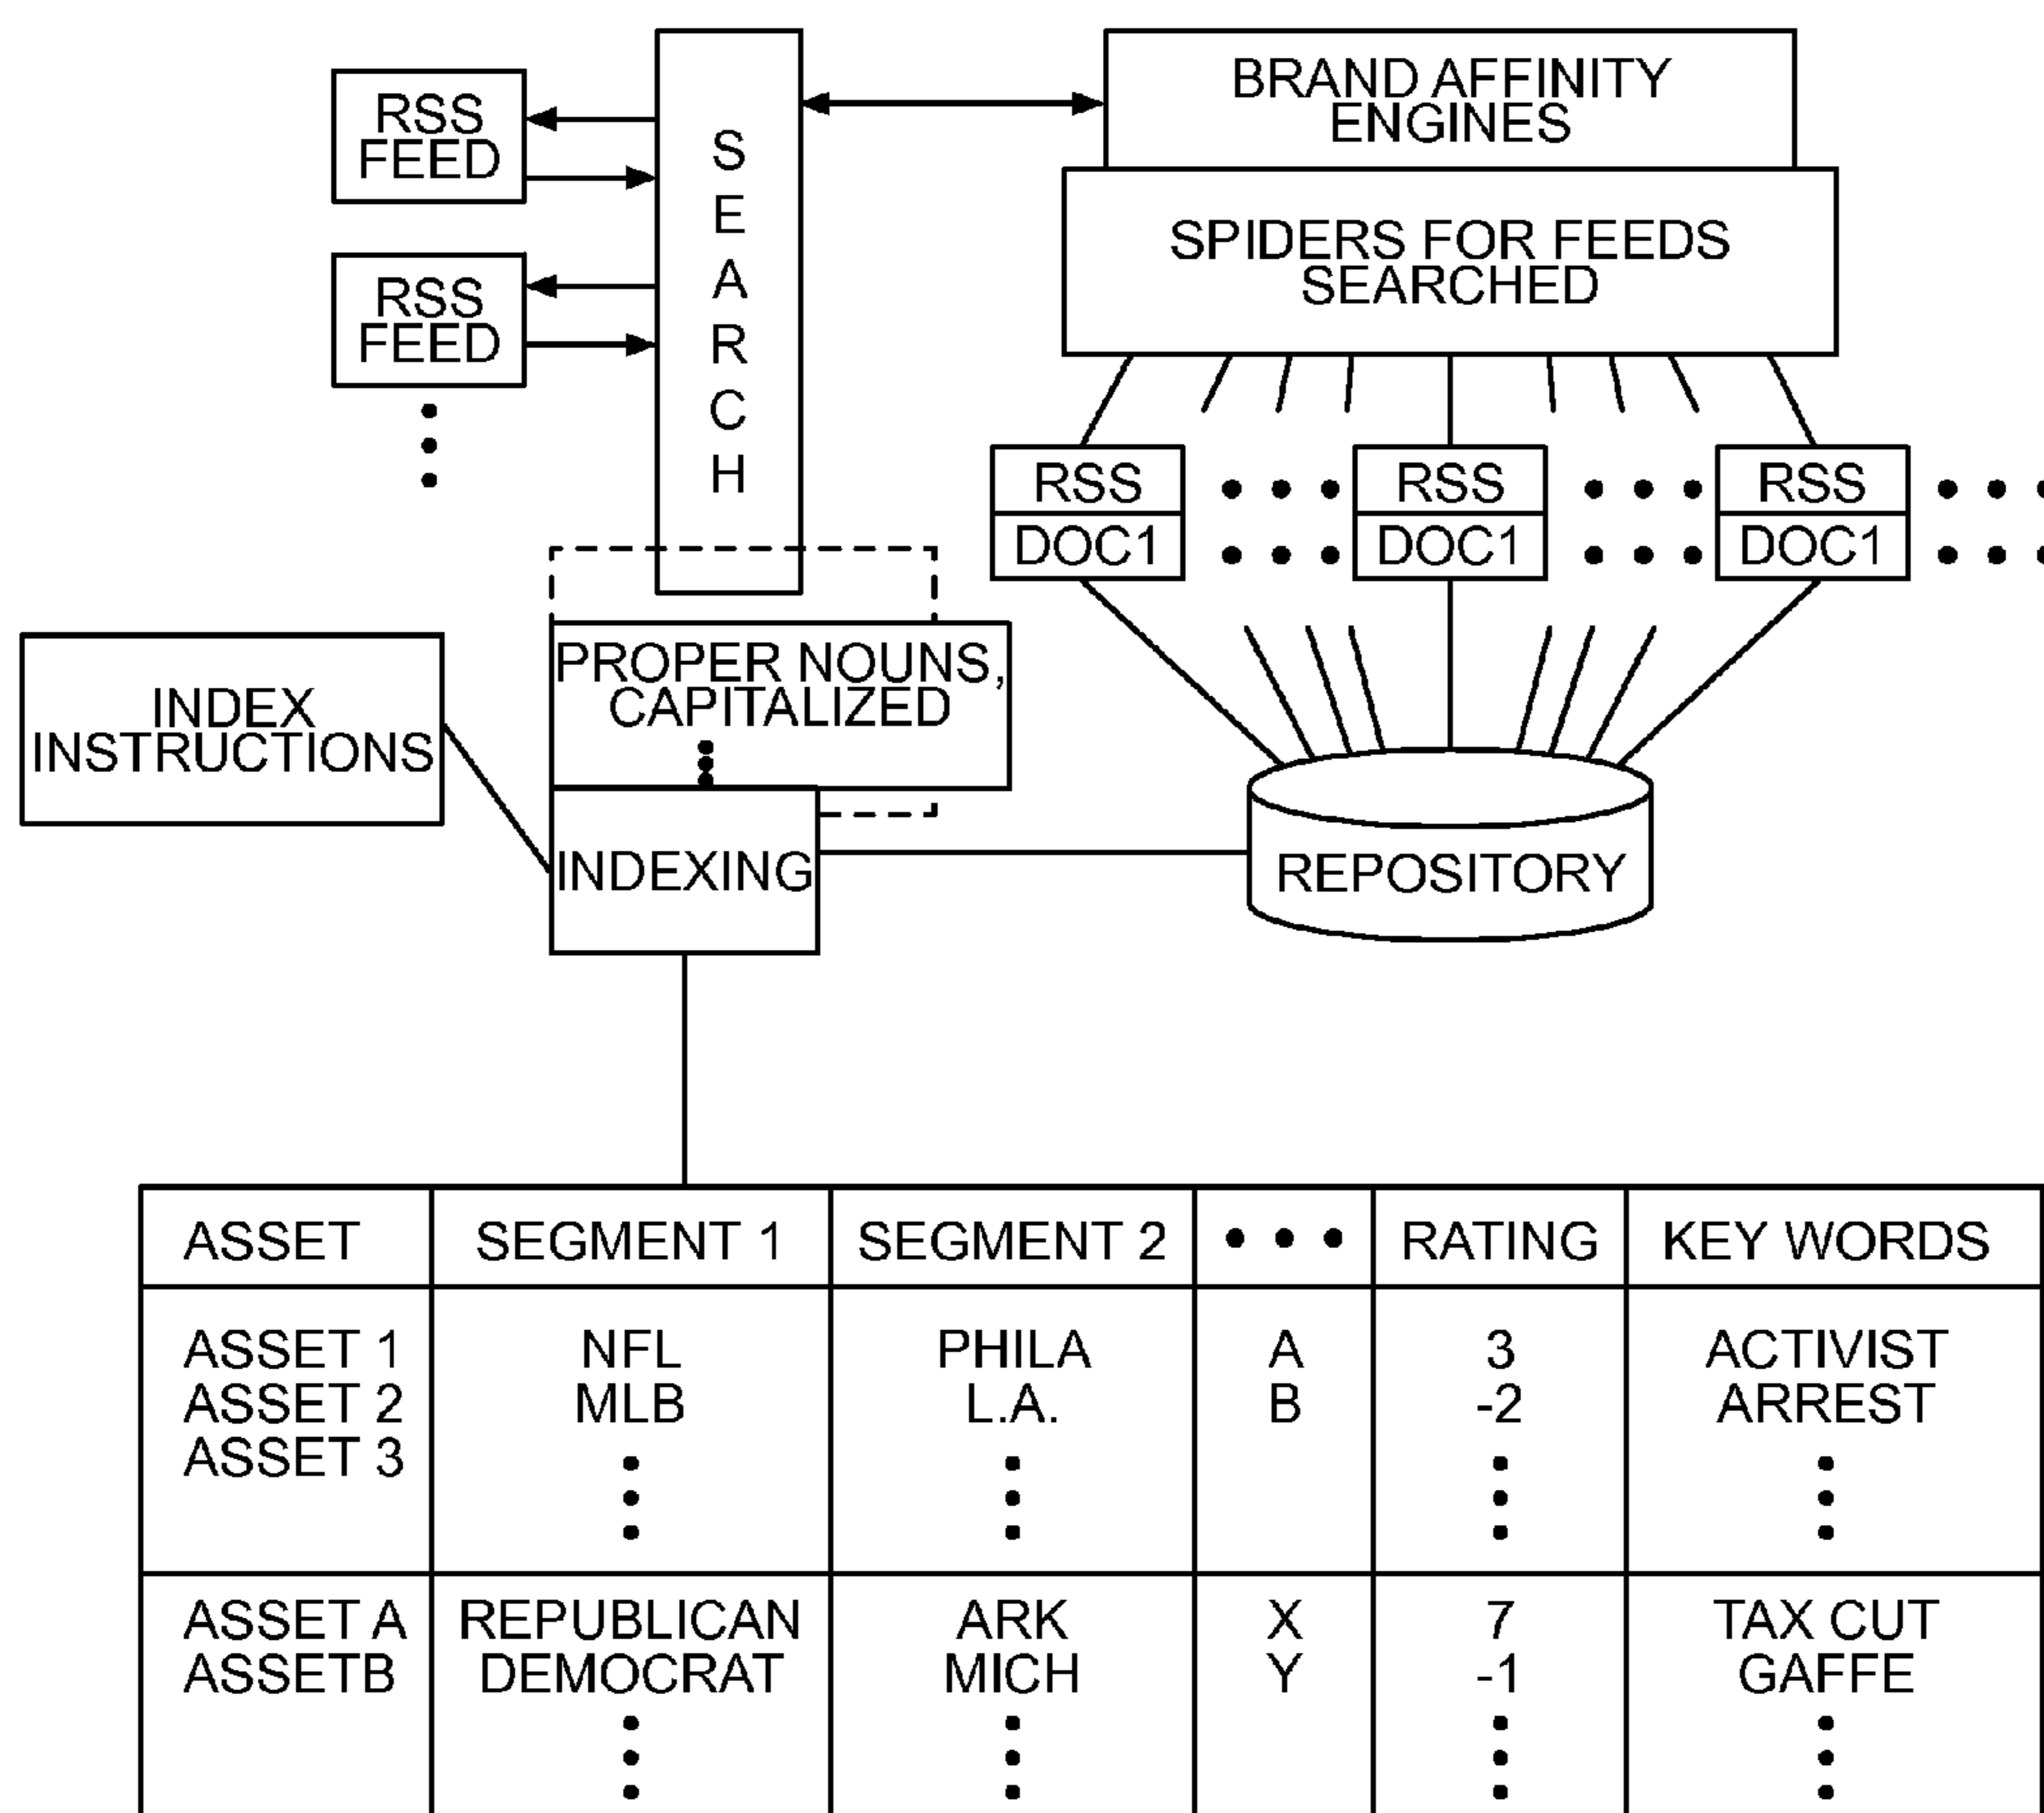 RSS
FEED
RSS
FEED
SEARCH
BRAND AFFINITY
ENGINES
SPIDERS FOR FEEDS
SEARCHED
RSS
DOC1
RSS
DOC1
RSS
DOC1
INDEX
INSTRUCTIONS
PROPER NOUNS,
CAPITALIZED
INDEXING
REPOSITORY
ASSET SEGMENT 1 SEGMENT 2 • • • RATING KEY WORDS
ASSET 1 NFL PHILA A 3 ACTIVIST
ASSET 2 MLB L.A. B -2 ARREST
ASSET 3
ASSET A REPUBLICAN ARK X 7 TAX CUT
ASSETB DEMOCRAT MICH Y -1 GAFFE